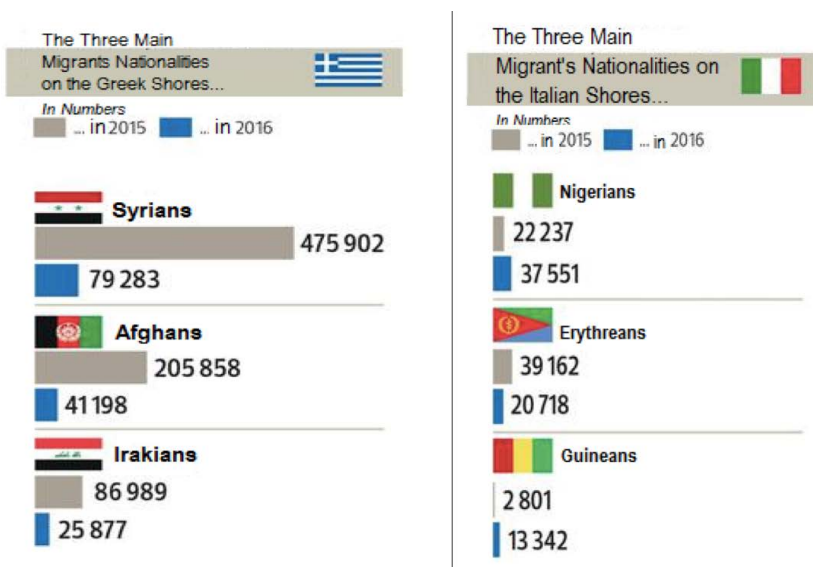 The Three Main
Migrants Nationalities
on the Greek Shores...
In Numbers
... in 2015 ... in 2016
Syrians
475 902
79 283
Afghans
205 858
41 198
Irakians
86 989
25 877
The Three Main
Migrant's Nationalities on
the Italian Shores...
In Numbers
... in 2015 ... in 2016
Nigerians
22 237
37 551
Erythreans
39 162
20 718
Guineans
2 801
13 342